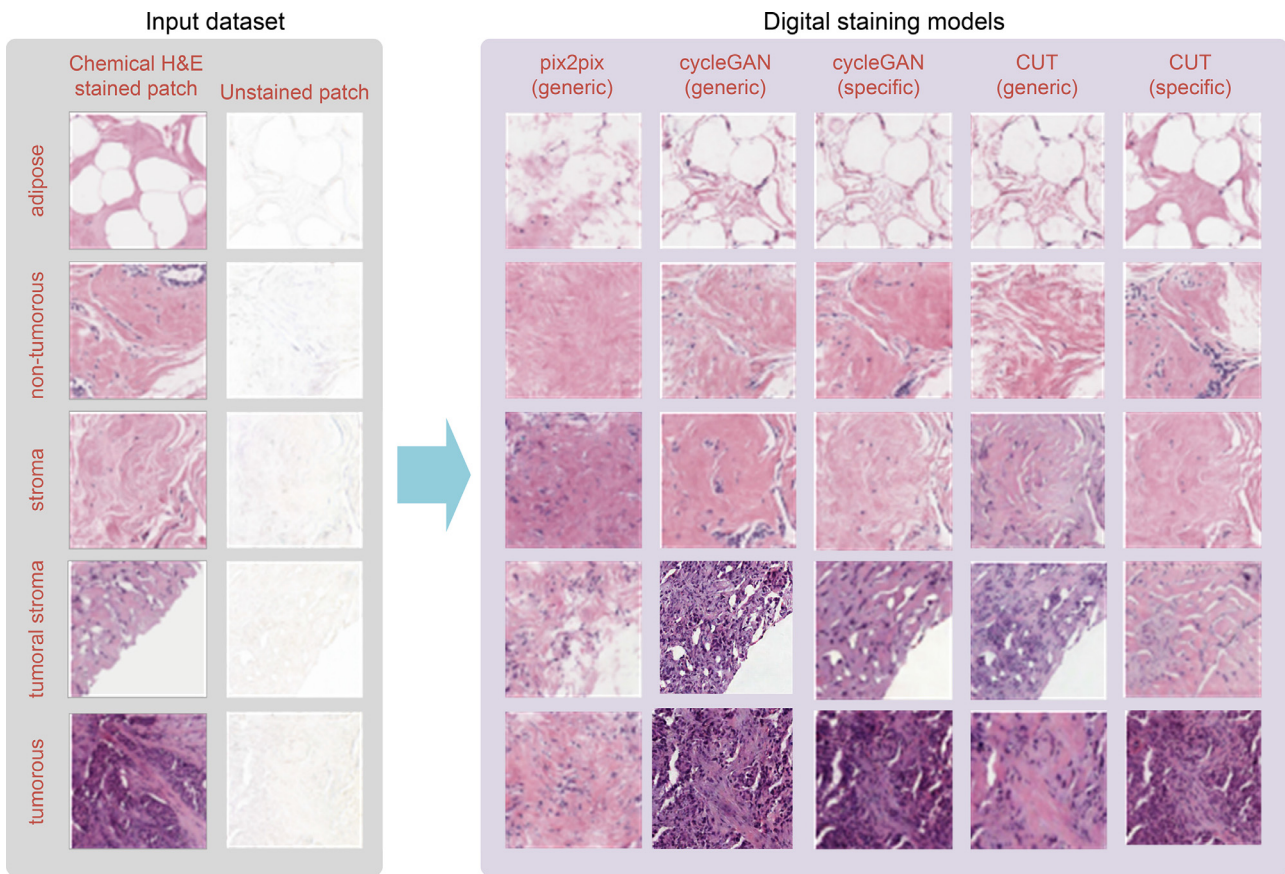 Input dataset
Digital staining models
Chemical H&E
stained patch
Unstained patch
pix2pix
(generic)
cycleGAN
(generic)
cycleGAN
(specific)
CUT
(generic)
CUT
(specific)
adipose
non-tumorous
stroma
tumoral stroma
tumorous